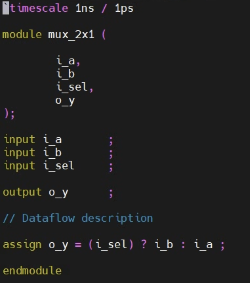 `timescale 1ns / 1ps
module mux_2x1 (
i_a,
i_b
i_sel,
o_y
);
input i_a ;
input i_b ;
input i_sel ;
output o_y ;
// Dataflow description
assign o_y = (i_sel) ? i_b : i_a ;
endmodule